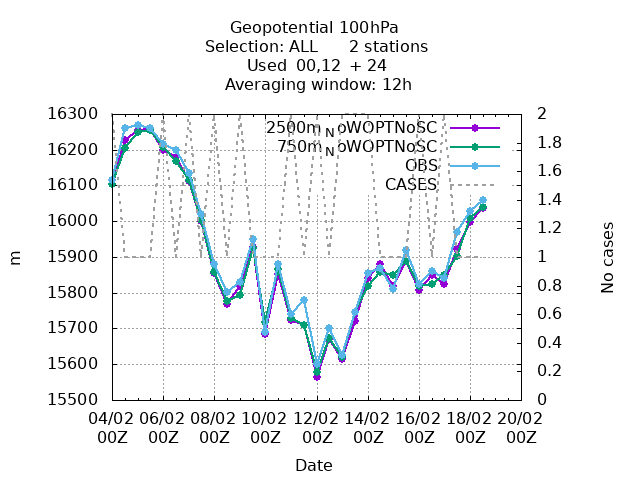 Geopotential 100hPa
Selection: ALL 2 stations
Used 00,12 + 24
Averaging window: 12h
16300
16200
16100
16000
15900
15800
15700
15600
15500
m
2
1.8
1.6
1.4
1.2
1
0.8
0.6
0.4
0.2
0
No cases
2500mNoWOPTNoSC
750mNoWOPTNoSC
OBS
CASES
04/02 06/02 08/02 10/02 12/02 14/02 16/02 18/02 20/02
00Z 00Z 00Z 00Z 00Z 00Z 00Z 00Z 00Z
Date